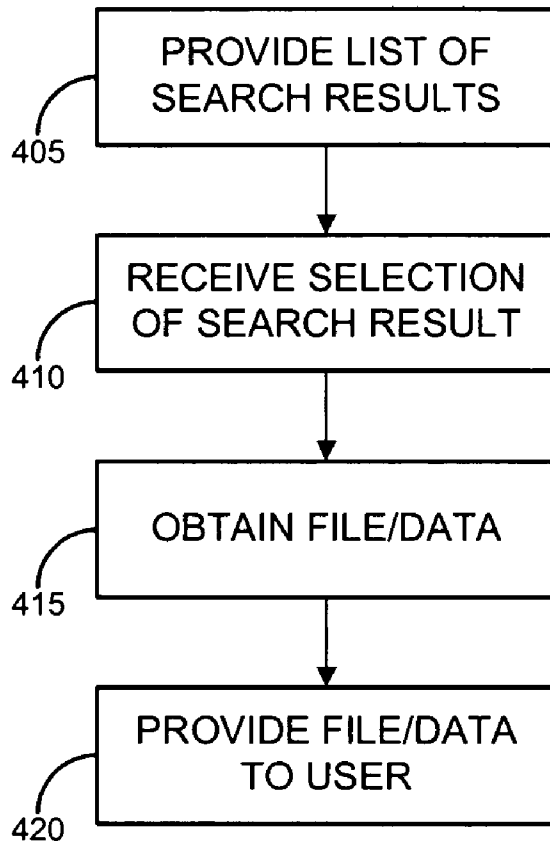 PROVIDE LIST OF
SEARCH RESULTS
405
RECEIVE SELECTION
OF SEARCH RESULT
410
OBTAIN FILE/DATA
415
PROVIDE FILE/DATA
TO USER
420